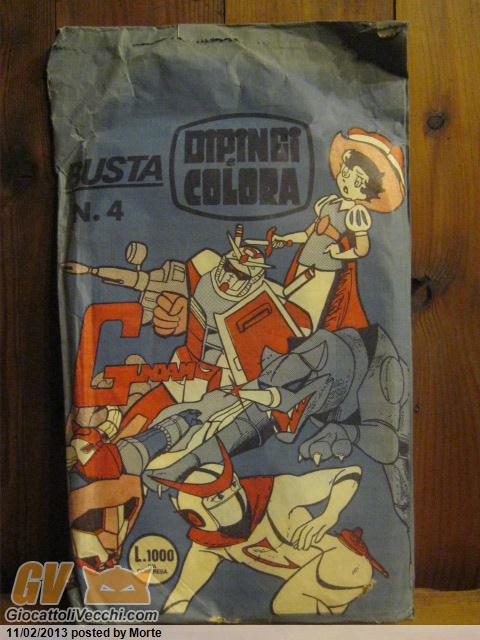 BUSTA
N. 4
DIPINGI
e
COLORA
GUNDAM
L.1000
GV
GiocattoliVecchi.com
11/02/2013 posted by Morte